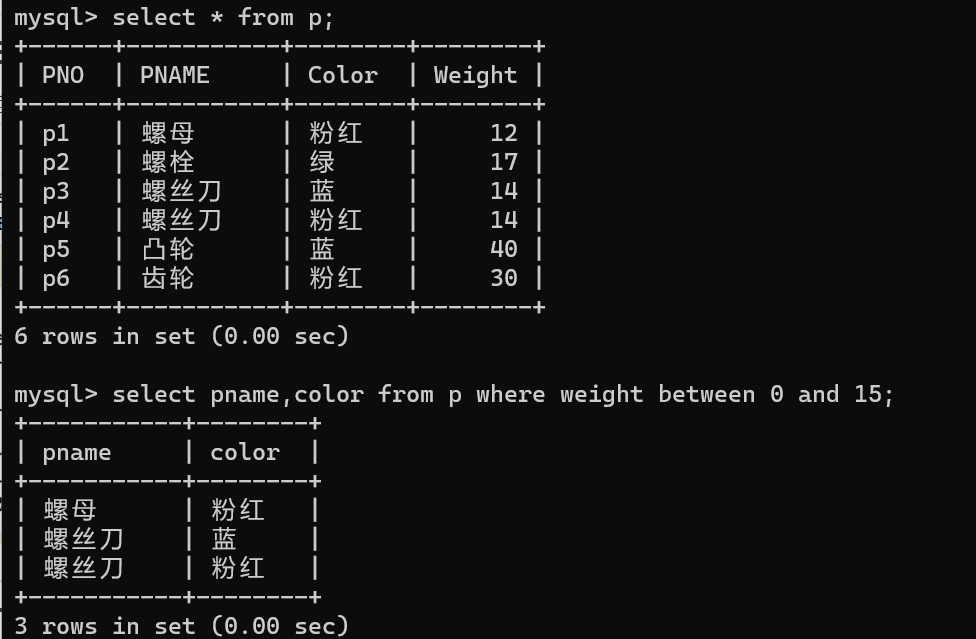 mysql> select * from p;
+------+-----------+--------+--------+
| PNO  | PNAME     | Color  | Weight |
+------+-----------+--------+--------+
| p1   | 螺母      | 粉红   |     12 |
| p2   | 螺栓      | 绿     |     17 |
| p3   | 螺丝刀    | 蓝     |     14 |
| p4   | 螺丝刀    | 粉红   |     14 |
| p5   | 凸轮      | 蓝     |     40 |
| p6   | 齿轮      | 粉红   |     30 |
+------+-----------+--------+--------+
6 rows in set (0.00 sec)
mysql> select pname,color from p where weight between 0 and 15;
+-----------+--------+
| pname     | color  |
+-----------+--------+
| 螺母      | 粉红   |
| 螺丝刀    | 蓝     |
| 螺丝刀    | 粉红   |
+-----------+--------+
3 rows in set (0.00 sec)